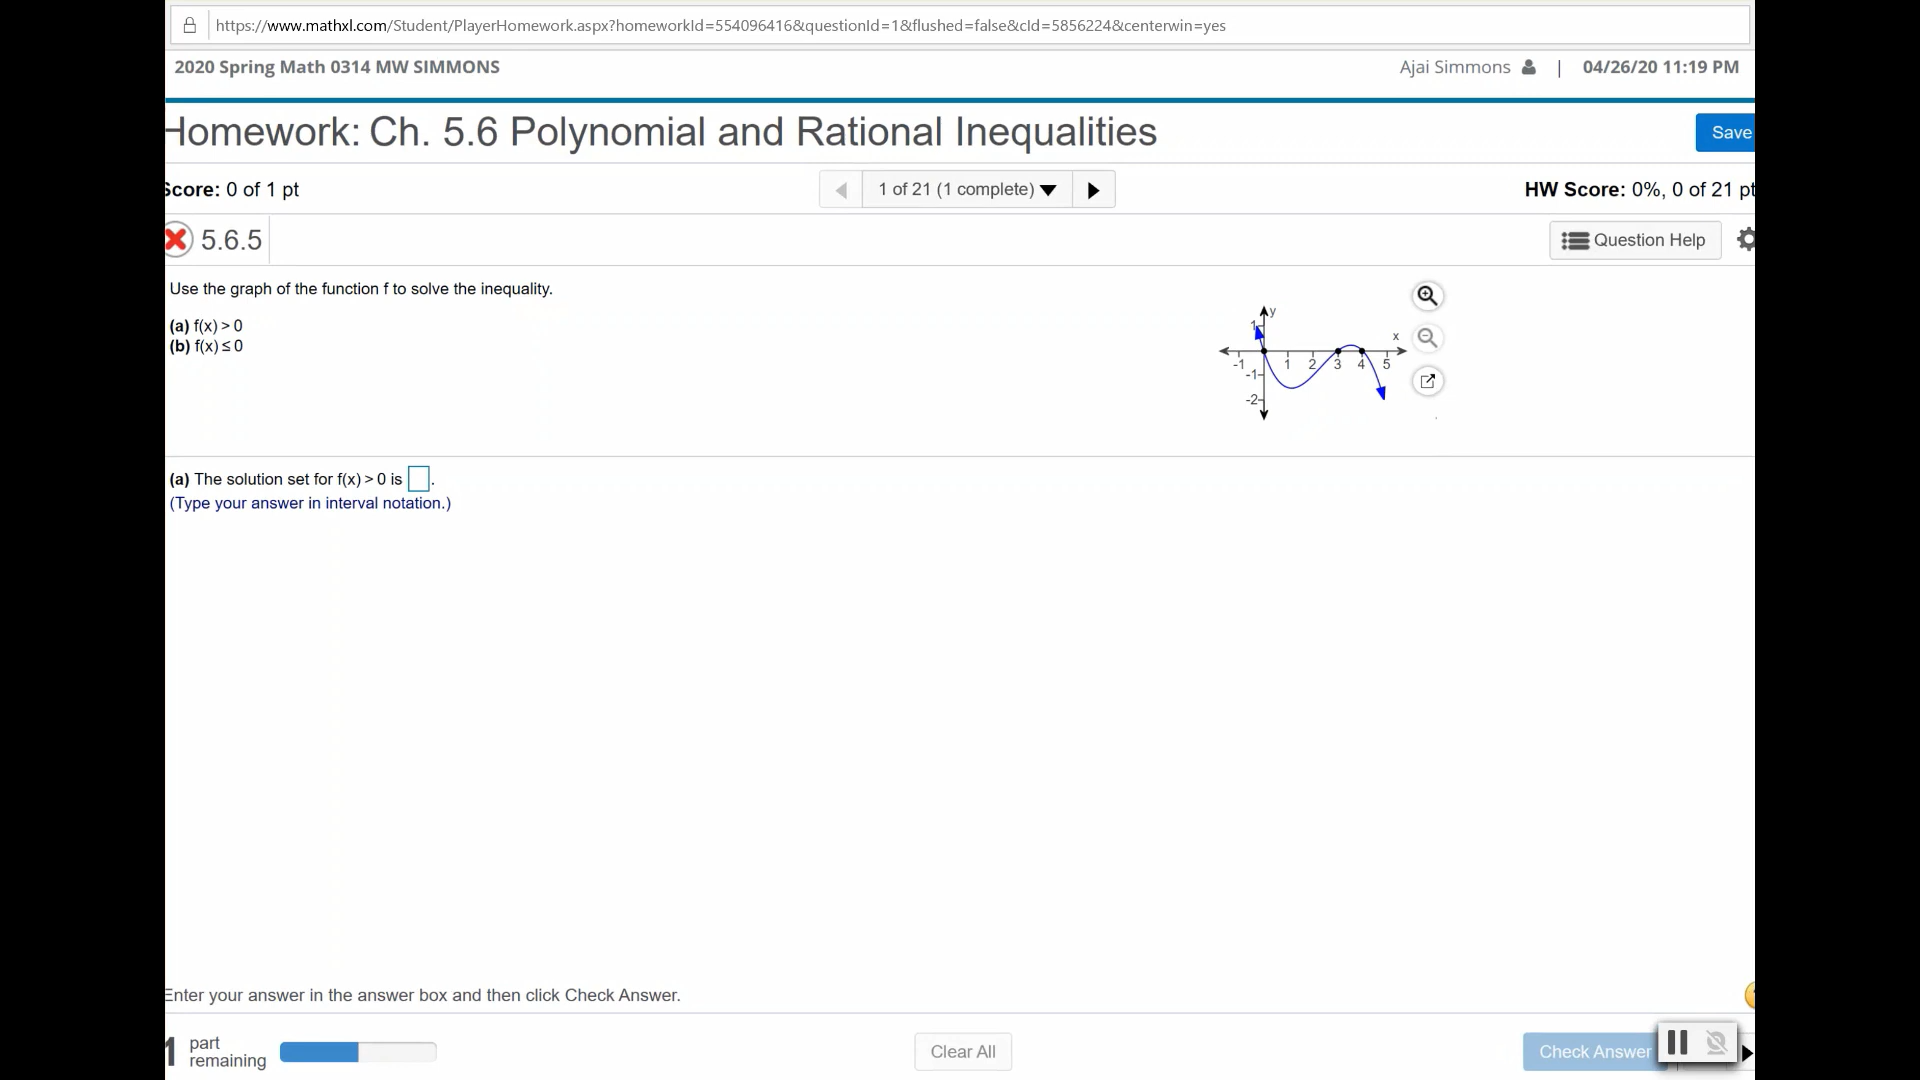 https://www.mathxl.com/Student/PlayerHomework.aspx?homeworkId=554096416&questionId=1&flushed=false&cId=5856224&centerwin=yes
2020 Spring Math 0314 MW SIMMONS
Ajai Simmons | 04/26/20 11:19 PM
Homework: Ch. 5.6 Polynomial and Rational Inequalities
Save
Score: 0 of 1 pt
1 of 21 (1 complete)
HW Score: 0%, 0 of 21 pt
5.6.5
Question Help
Use the graph of the function f to solve the inequality.
(a) f(x) > 0
(b) f(x) ≤ 0
y
1
x
-1 1 2 3 4 5
-1
-2
(a) The solution set for f(x) > 0 is .
(Type your answer in interval notation.)
Enter your answer in the answer box and then click Check Answer.
1 part
remaining
Clear All
Check Answer